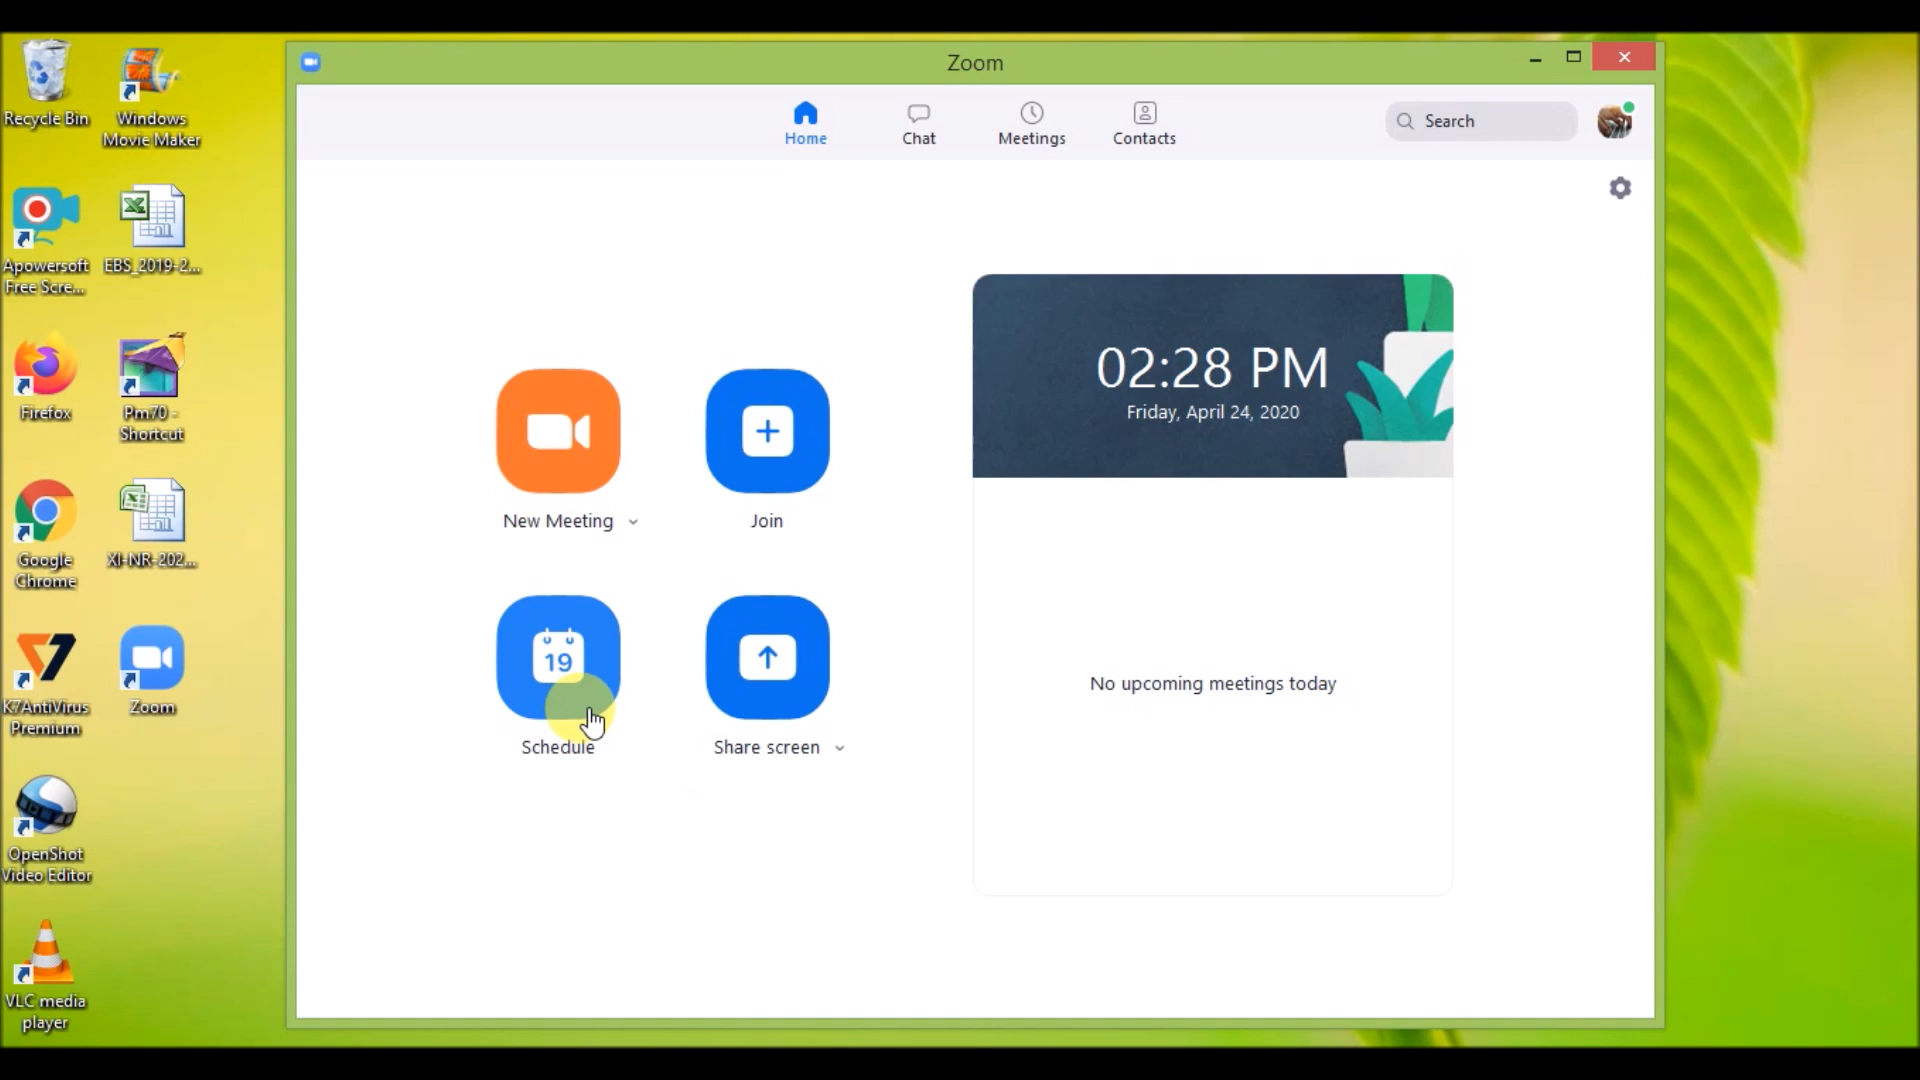 Recycle Bin
Windows
Movie Maker
Apowersoft
Free Scre...
EBS_2019-2...
Firefox
Pm70 -
Shortcut
Google
Chrome
XI-NR-202...
K7AntiVirus
Premium
Zoom
OpenShot
Video Editor
VLC media
player
Zoom
Home
Chat
Meetings
Contacts
Search
New Meeting
Join
19
Schedule
Share screen
02:28 PM
Friday, April 24, 2020
No upcoming meetings today